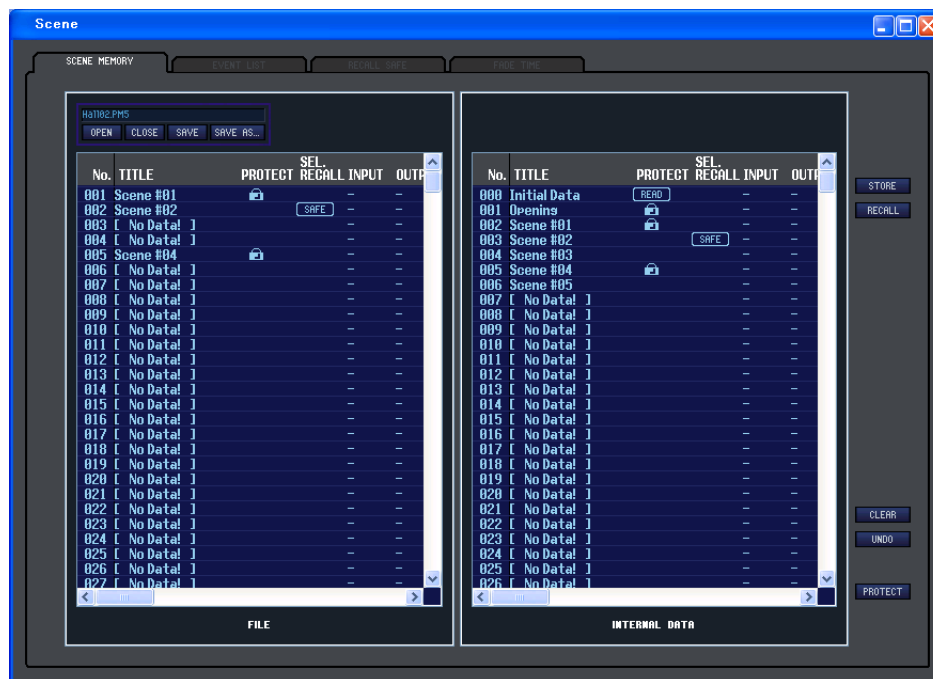 Scene
SCENE MEMORY EVENT LIST RECALL SAFE FADE TIME
Hall02.PM5
OPEN CLOSE SAVE SAVE AS...
No. TITLE PROTECT SEL. RECALL INPUT OUTP
001 Scene #01 - -
002 Scene #02 SAFE - -
003 [ No Data! ] - -
004 [ No Data! ] - -
005 Scene #04 - -
006 [ No Data! ] - -
007 [ No Data! ] - -
008 [ No Data! ] - -
009 [ No Data! ] - -
010 [ No Data! ] - -
011 [ No Data! ] - -
012 [ No Data! ] - -
013 [ No Data! ] - -
014 [ No Data! ] - -
015 [ No Data! ] - -
016 [ No Data! ] - -
017 [ No Data! ] - -
018 [ No Data! ] - -
019 [ No Data! ] - -
020 [ No Data! ] - -
021 [ No Data! ] - -
022 [ No Data! ] - -
023 [ No Data! ] - -
024 [ No Data! ] - -
025 [ No Data! ] - -
026 [ No Data! ] - -
027 [ No Data! ] - -
FILE
No. TITLE PROTECT SEL. RECALL INPUT OUTP
000 Initial Data READ - -
001 Opening - -
002 Scene #01 - -
003 Scene #02 SAFE - -
004 Scene #03 - -
005 Scene #04 - -
006 Scene #05 - -
007 [ No Data! ] - -
008 [ No Data! ] - -
009 [ No Data! ] - -
010 [ No Data! ] - -
011 [ No Data! ] - -
012 [ No Data! ] - -
013 [ No Data! ] - -
014 [ No Data! ] - -
015 [ No Data! ] - -
016 [ No Data! ] - -
017 [ No Data! ] - -
018 [ No Data! ] - -
019 [ No Data! ] - -
020 [ No Data! ] - -
021 [ No Data! ] - -
022 [ No Data! ] - -
023 [ No Data! ] - -
024 [ No Data! ] - -
025 [ No Data! ] - -
026 [ No Data! ] - -
INTERNAL DATA
STORE
RECALL
CLEAR
UNDO
PROTECT